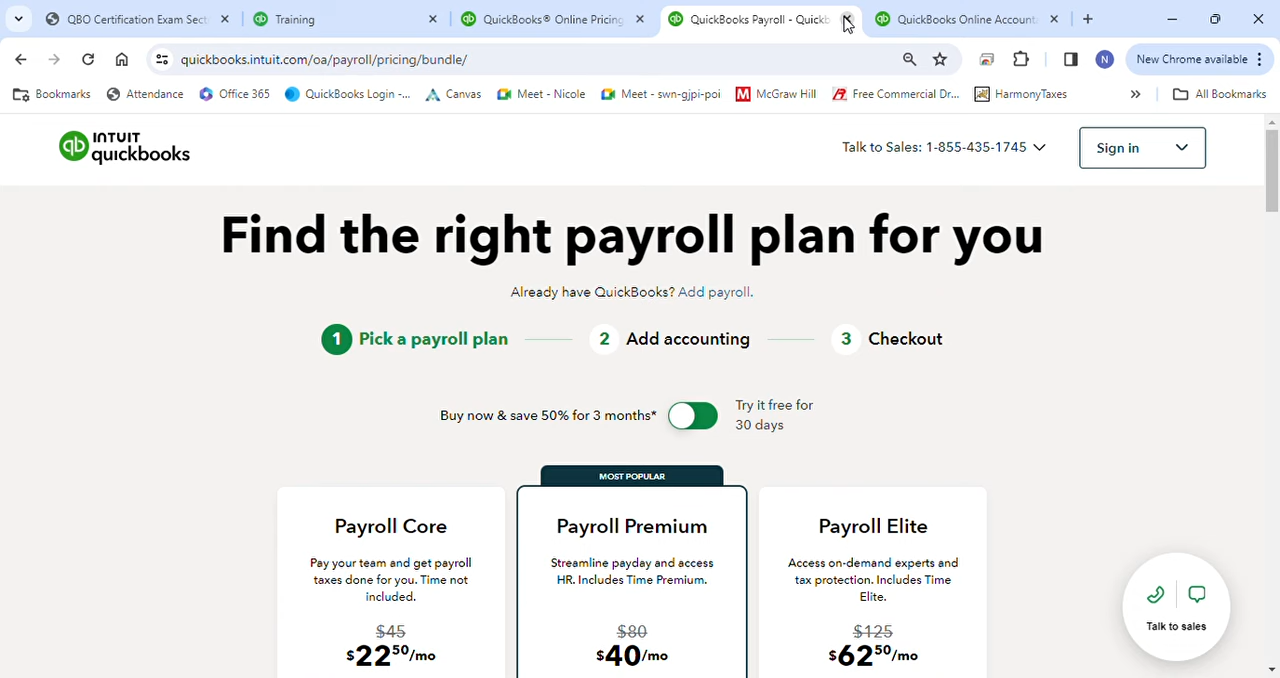 QBO Certification Exam Sect
Training
QuickBooks® Online Pricing
QuickBooks Payroll - Quickb
QuickBooks Online Account
quickbooks.intuit.com/oa/payroll/pricing/bundle/
N
New Chrome available
Bookmarks
Attendance
Office 365
QuickBooks Login -...
Canvas
Meet - Nicole
Meet - swn-gjpi-poi
McGraw Hill
Free Commercial Dr...
HarmonyTaxes
All Bookmarks
INTUIT
quickbooks
Talk to Sales: 1-855-435-1745
Sign in
Find the right payroll plan for you
Already have QuickBooks? Add payroll.
1 Pick a payroll plan
2 Add accounting
3 Checkout
Buy now & save 50% for 3 months*
Try it free for
30 days
MOST POPULAR
Payroll Core
Pay your team and get payroll
taxes done for you. Time not
included.
$45
$22⁵⁰/mo
Payroll Premium
Streamline payday and access
HR. Includes Time Premium.
$80
$40/mo
Payroll Elite
Access on-demand experts and
tax protection. Includes Time
Elite.
$125
$62⁵⁰/mo
Talk to sales